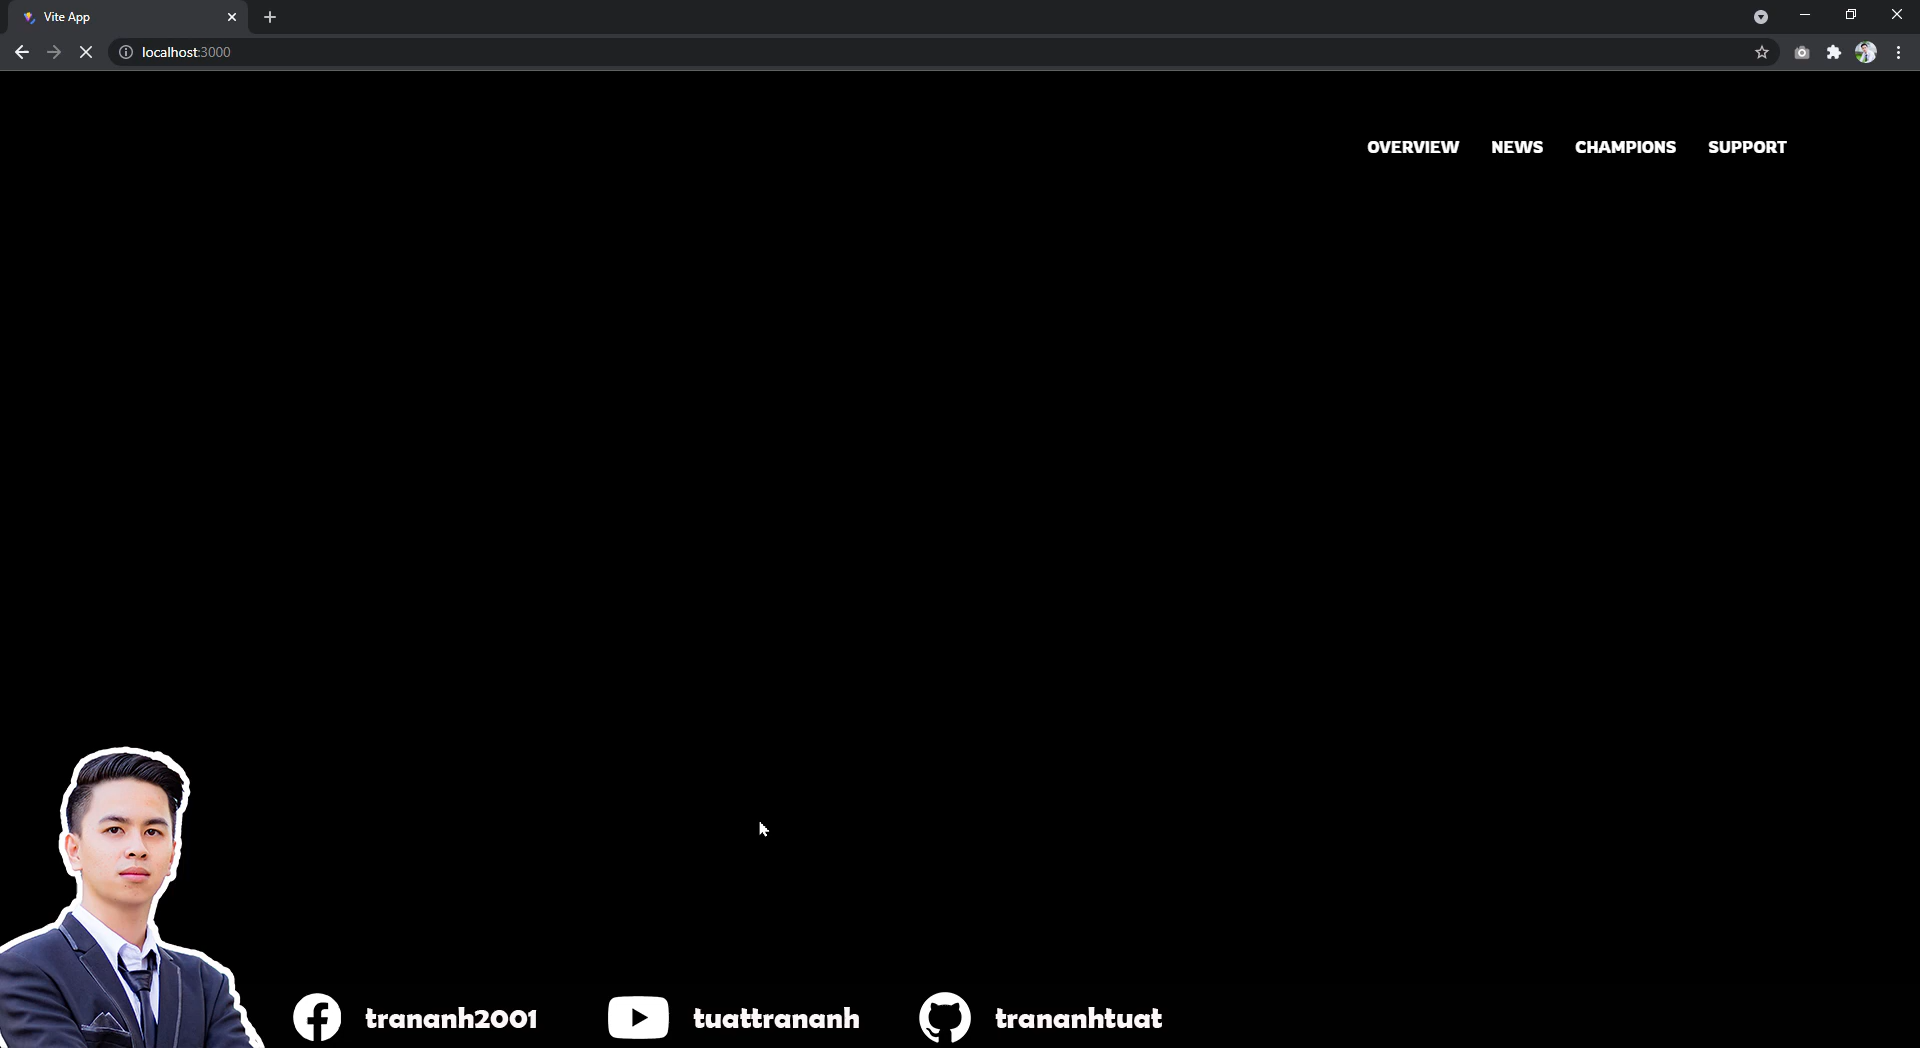 Vite App
localhost:3000
OVERVIEW NEWS CHAMPIONS SUPPORT
trananh2001 tuattrananh trananhtuat